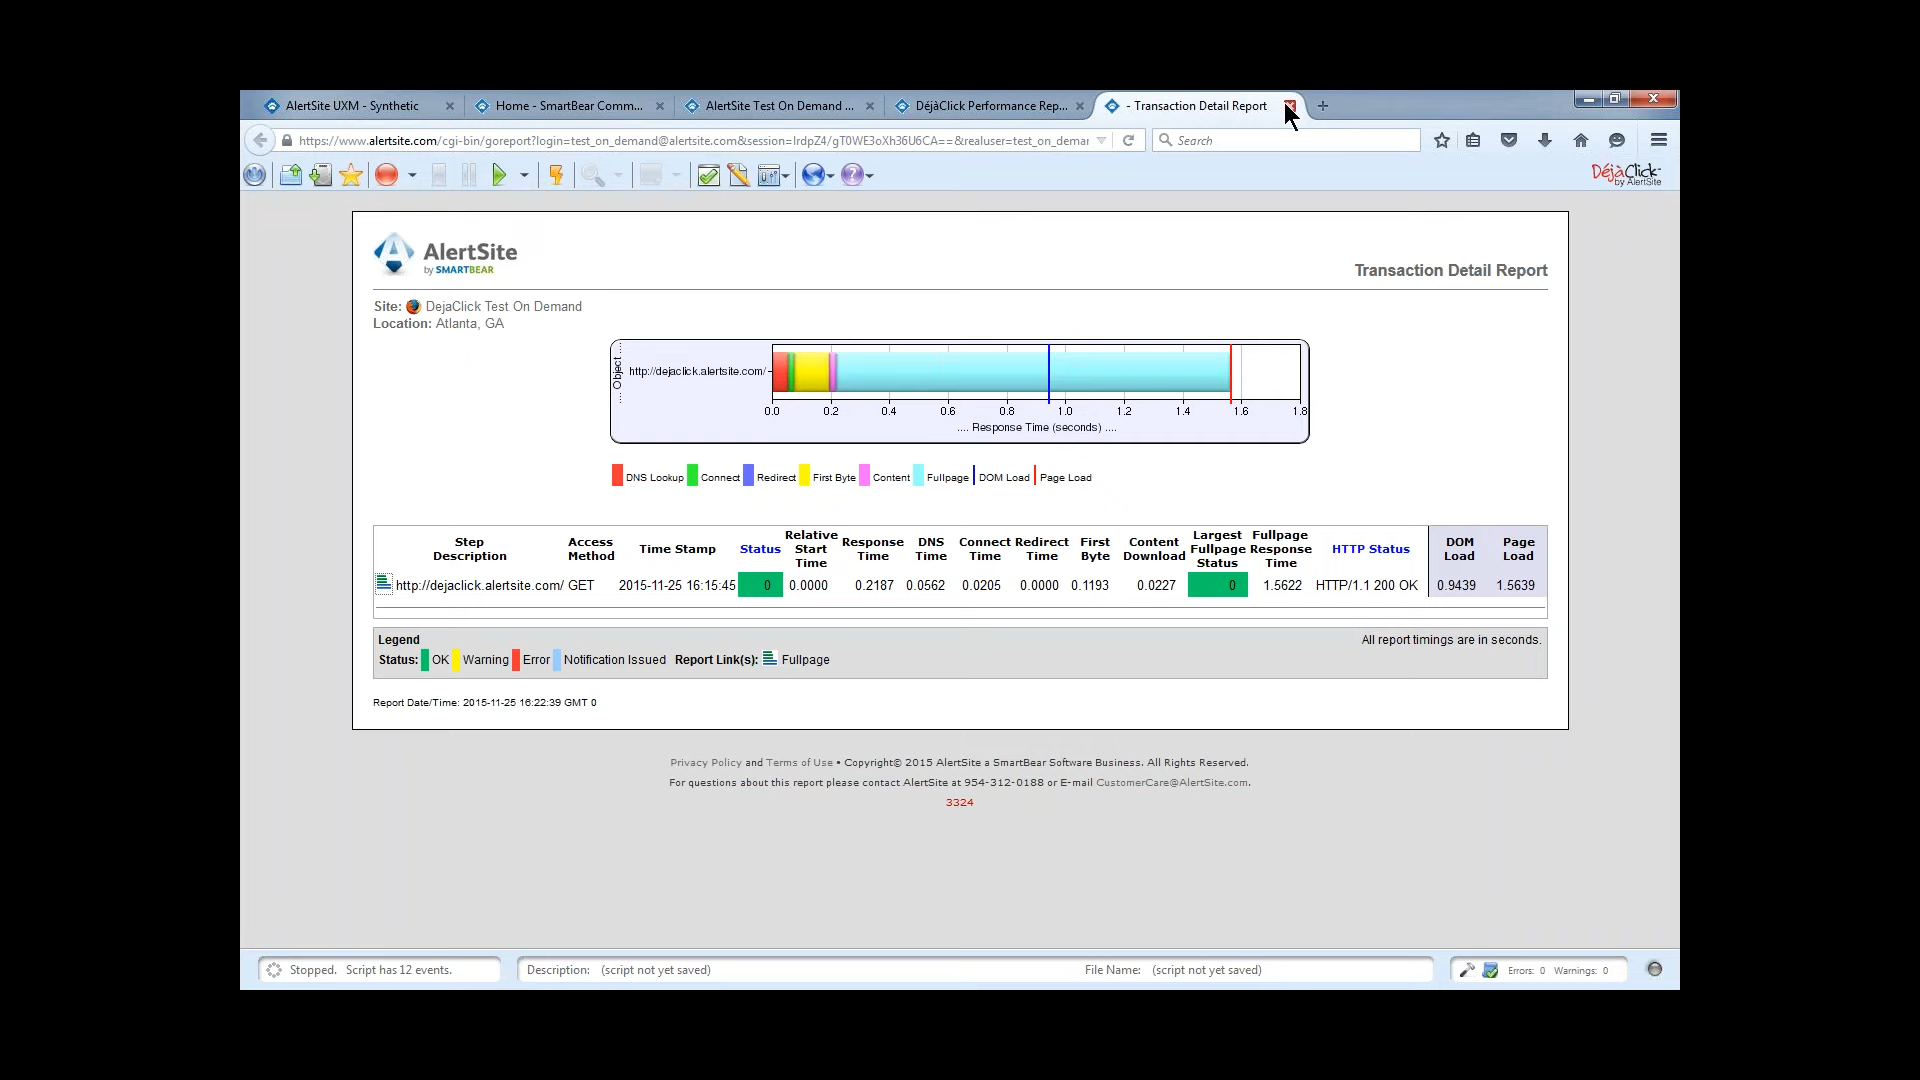 AlertSite UXM - Synthetic
Home - SmartBear Comm...
AlertSite Test On Demand ...
DéjàClick Performance Rep...
- Transaction Detail Report
https://www.alertsite.com/cgi-bin/goreport?login=test_on_demand@alertsite.com&session=IrdpZ4/gT0WE3oXh36U6CA==&realuser=test_on_demar
Search
DéjàClick
by AlertSite
AlertSite
by SMARTBEAR
Transaction Detail Report
Site: DejaClick Test On Demand
Location: Atlanta, GA
.... Object ....
http://dejaclick.alertsite.com/
0.0 0.2 0.4 0.6 0.8 1.0 1.2 1.4 1.6 1.8
.... Response Time (seconds) ....
DNS Lookup Connect Redirect First Byte Content Fullpage DOM Load Page Load
Step Description Access Method Time Stamp Status Relative Start Time Response Time DNS Time Connect Time Redirect Time First Byte Content Download Largest Fullpage Status Fullpage Response Time HTTP Status DOM Load Page Load
http://dejaclick.alertsite.com/ GET 2015-11-25 16:15:45 0 0.0000 0.2187 0.0562 0.0205 0.0000 0.1193 0.0227 0 1.5622 HTTP/1.1 200 OK 0.9439 1.5639
Legend
All report timings are in seconds.
Status: OK Warning Error Notification Issued Report Link(s): Fullpage
Report Date/Time: 2015-11-25 16:22:39 GMT 0
Privacy Policy and Terms of Use • Copyright© 2015 AlertSite a SmartBear Software Business. All Rights Reserved.
For questions about this report please contact AlertSite at 954-312-0188 or E-mail CustomerCare@AlertSite.com.
3324
Stopped. Script has 12 events.
Description: (script not yet saved)
File Name: (script not yet saved)
Errors: 0 Warnings: 0